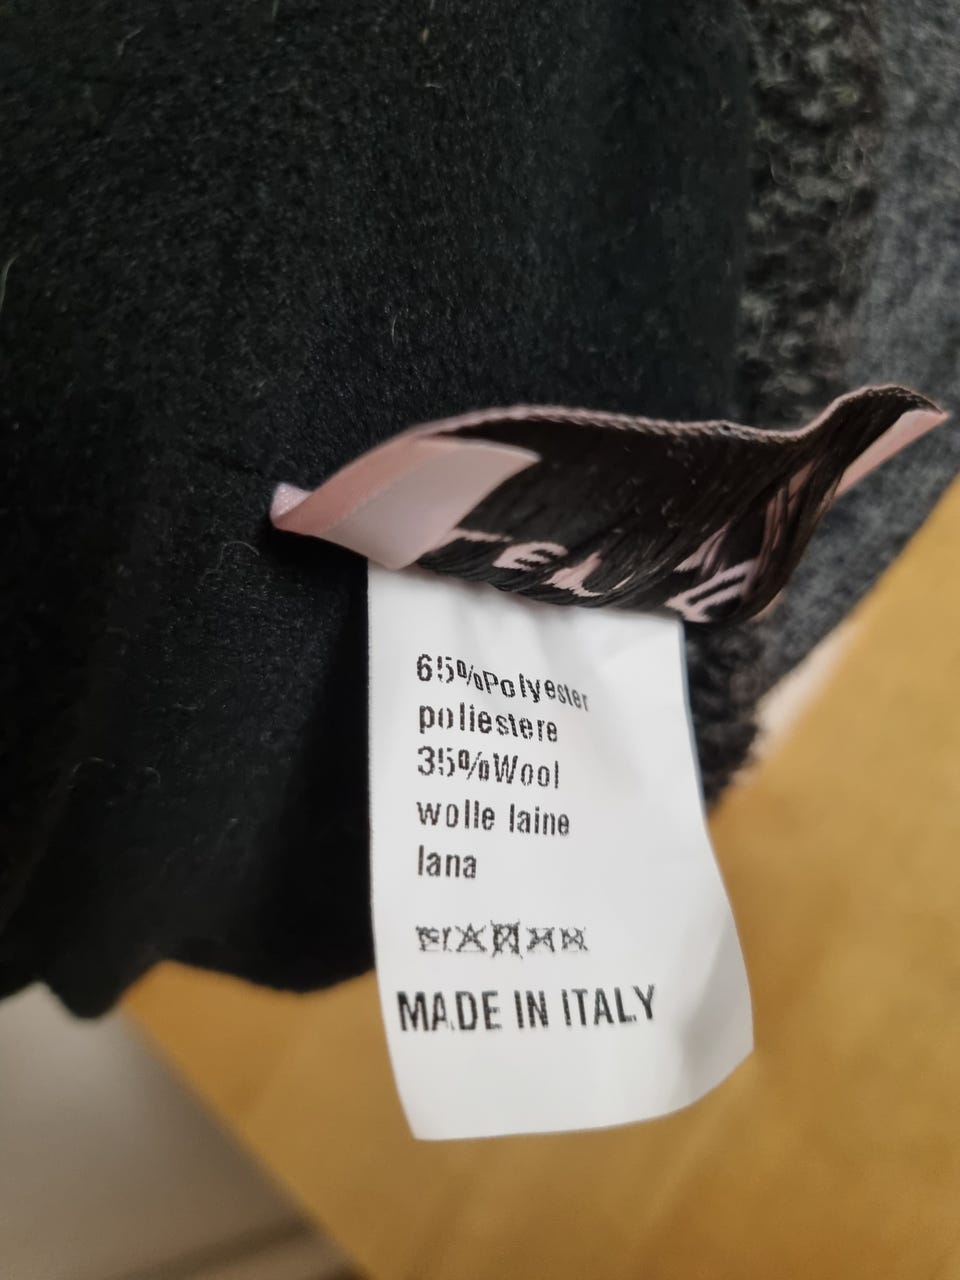 65%Polyester
poliestere
35%Wool
wolle laine
lana
MADE IN ITALY